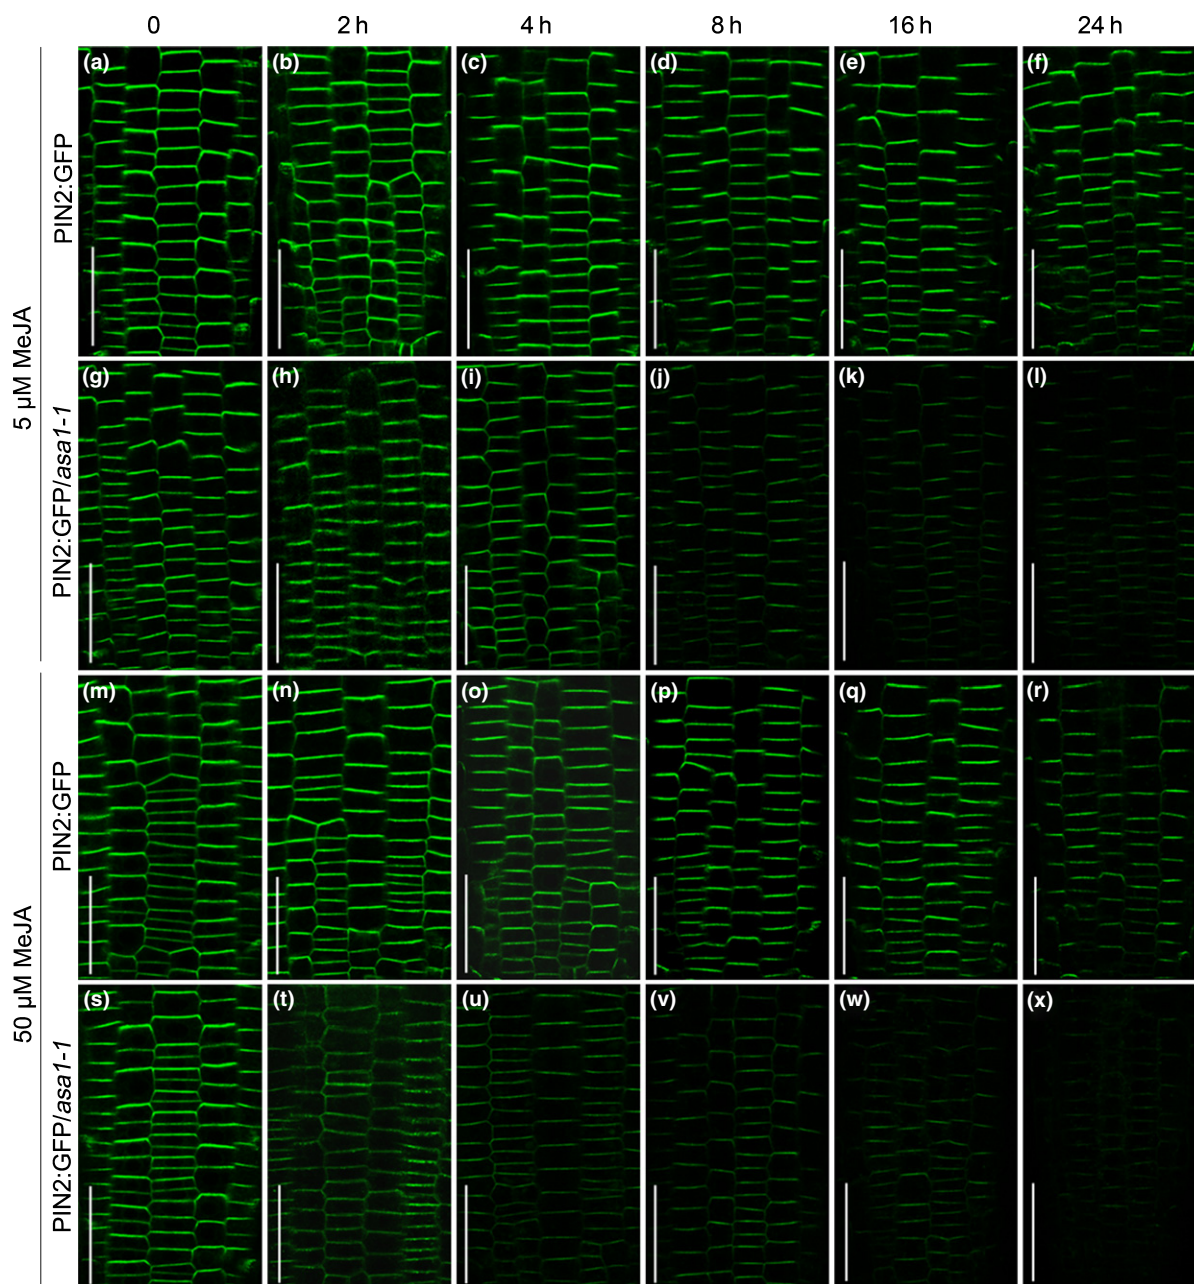 0 2 h 4 h 8 h 16 h 24 h
5 µM MeJA
PIN2:GFP
(a) (b) (c) (d) (e) (f)
PIN2:GFP/asa1-1
(g) (h) (i) (j) (k) (l)
50 µM MeJA
PIN2:GFP
(m) (n) (o) (p) (q) (r)
PIN2:GFP/asa1-1
(s) (t) (u) (v) (w) (x)